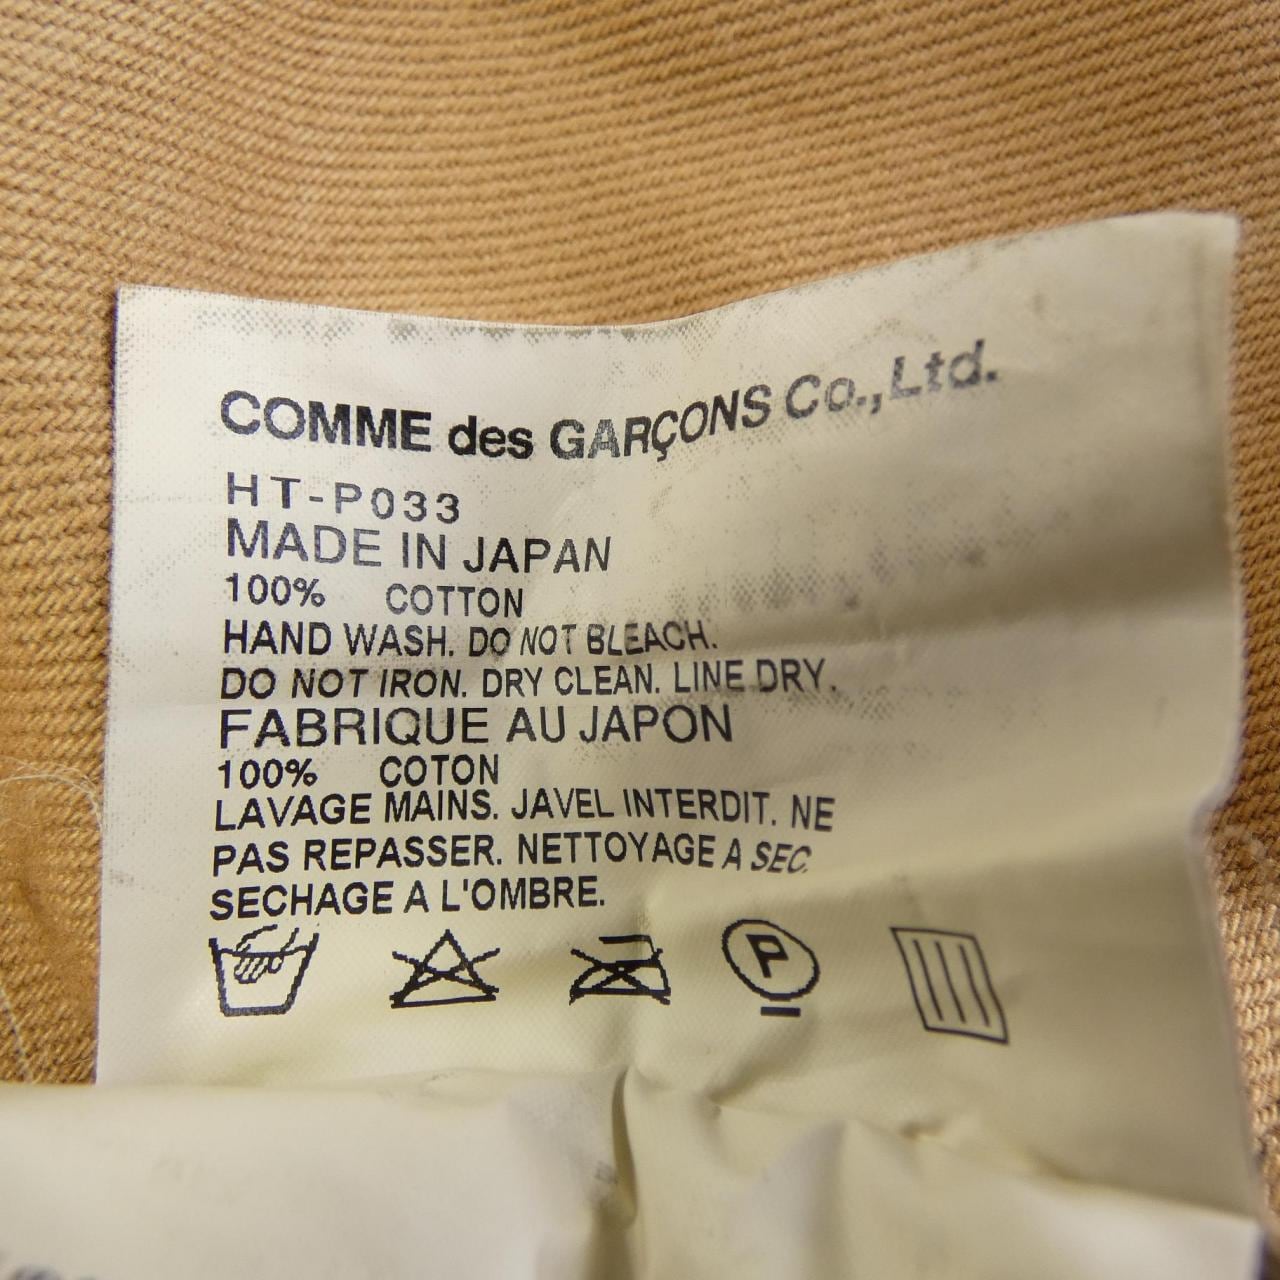 COMME des GARÇONS Co.,Ltd.
HT-P033
MADE IN JAPAN
100% COTTON
HAND WASH. DO NOT BLEACH.
DO NOT IRON. DRY CLEAN. LINE DRY.
FABRIQUE AU JAPON
100% COTON
LAVAGE MAINS. JAVEL INTERDIT. NE
PAS REPASSER. NETTOYAGE A SEC.
SECHAGE A L'OMBRE.
P